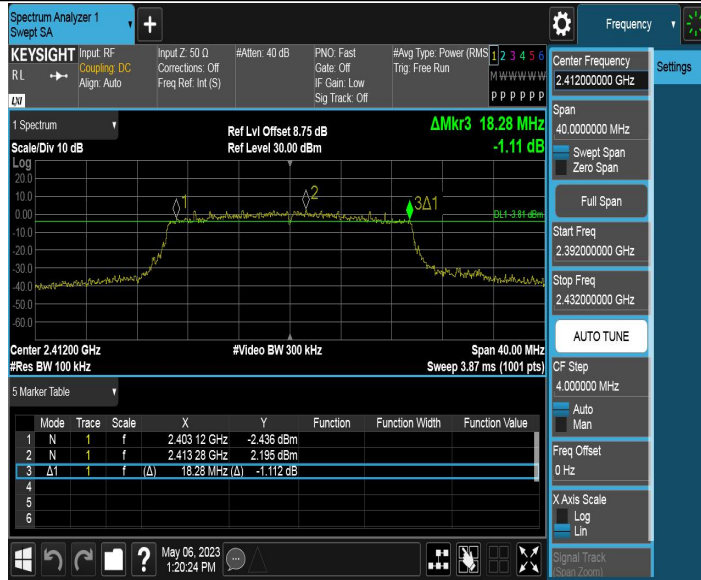 Spectrum Analyzer 1
Swept SA
Frequency
KEYSIGHT
Input: RF
Coupling: DC
Align: Auto
Input Z: 50 Ω
Corrections: Off
Freq Ref: Int (S)
#Atten: 40 dB
PNO: Fast
Gate: Off
IF Gain: Low
Sig Track: Off
#Avg Type: Power (RMS
Trig: Free Run
1 2 3 4 5 6
M W W W W W
P P P P P P
RL
LXI
Center Frequency
2.412000000 GHz
Settings
Span
40.0000000 MHz
Swept Span
Zero Span
Full Span
Start Freq
2.392000000 GHz
Stop Freq
2.432000000 GHz
AUTO TUNE
CF Step
4.000000 MHz
Auto
Man
Freq Offset
0 Hz
X Axis Scale
Log
Lin
Signal Track
(Span Zoom)
1 Spectrum
Scale/Div 10 dB
Ref Lvl Offset 8.75 dB
Ref Level 30.00 dBm
ΔMkr3 18.28 MHz
-1.11 dB
Log
20.0
10.0
0.00
-10.0
-20.0
-30.0
-40.0
-50.0
-60.0
1
2
3Δ1
DL1 -3.81 dBm
Center 2.41200 GHz
#Video BW 300 kHz
Span 40.00 MHz
#Res BW 100 kHz
Sweep 3.87 ms (1001 pts)
5 Marker Table
Mode Trace Scale X Y Function Function Width Function Value
1 N 1 f 2.403 12 GHz -2.436 dBm
2 N 1 f 2.413 28 GHz 2.195 dBm
3 Δ1 1 f (Δ) 18.28 MHz (Δ) -1.112 dB
4
5
6
?
May 06, 2023
1:20:24 PM